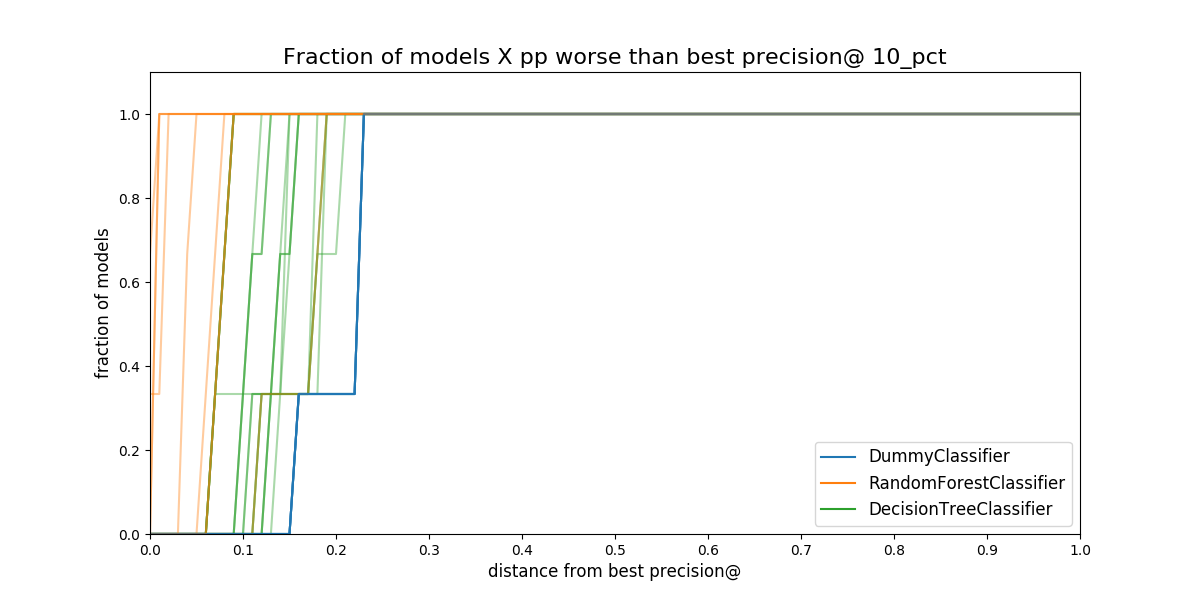 Fraction of models X pp worse than best precision@ 10_pct
fraction of models
1.0
0.8
0.6
0.4
0.2
0.0
0.0 0.1 0.2 0.3 0.4 0.5 0.6 0.7 0.8 0.9 1.0
distance from best precision@
DummyClassifier
RandomForestClassifier
DecisionTreeClassifier